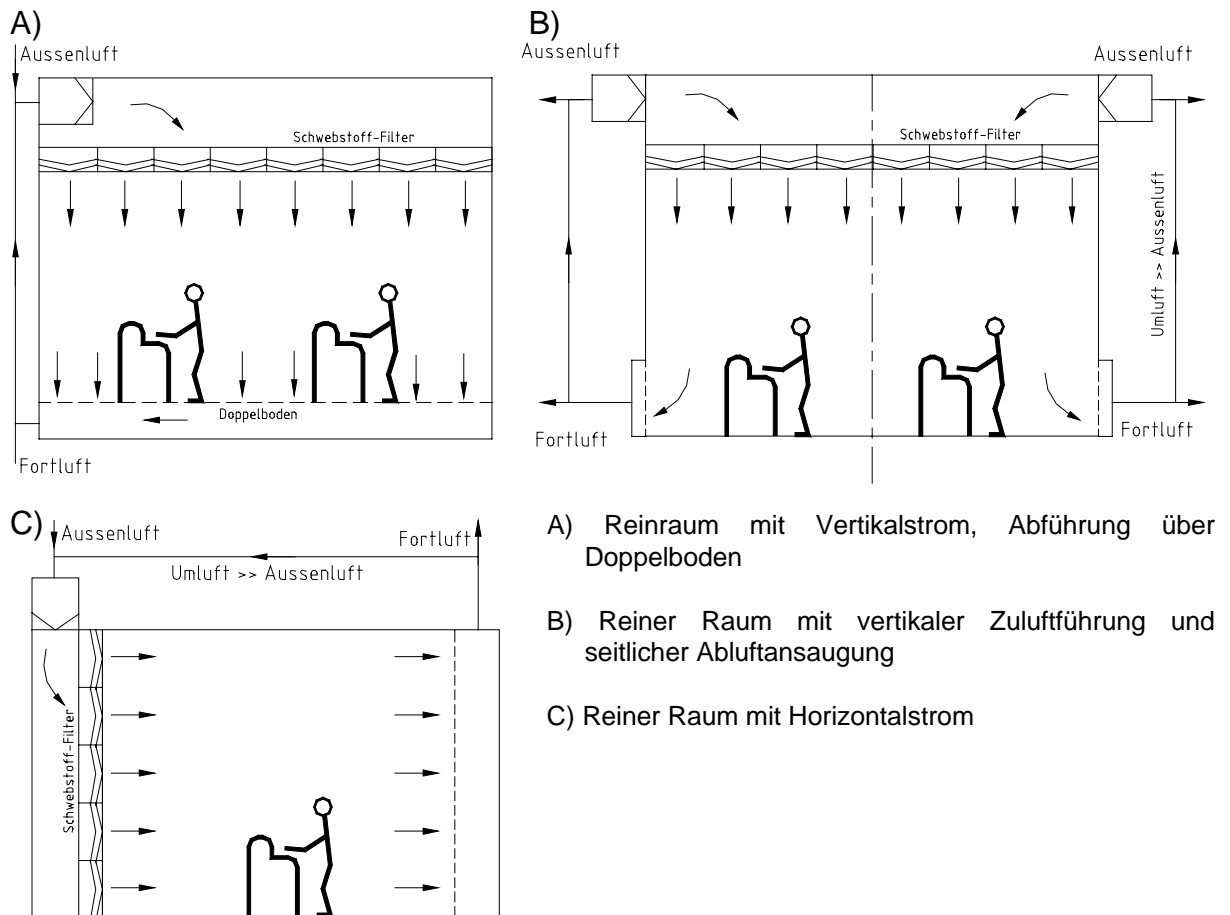 A)
Aussenluft
Schwebstoff-Filter
Doppelboden
Fortluft
B)
Aussenluft
Aussenluft
Schwebstoff-Filter
Umluft >> Aussenluft
Fortluft
Fortluft
C)
Aussenluft
Fortluft
Umluft >> Aussenluft
Schwebstoff-Filter
A) Reinraum mit Vertikalstrom, Abführung über
Doppelboden
B) Reiner Raum mit vertikaler Zuluftführung und
seitlicher Abluftansaugung
C) Reiner Raum mit Horizontalstrom